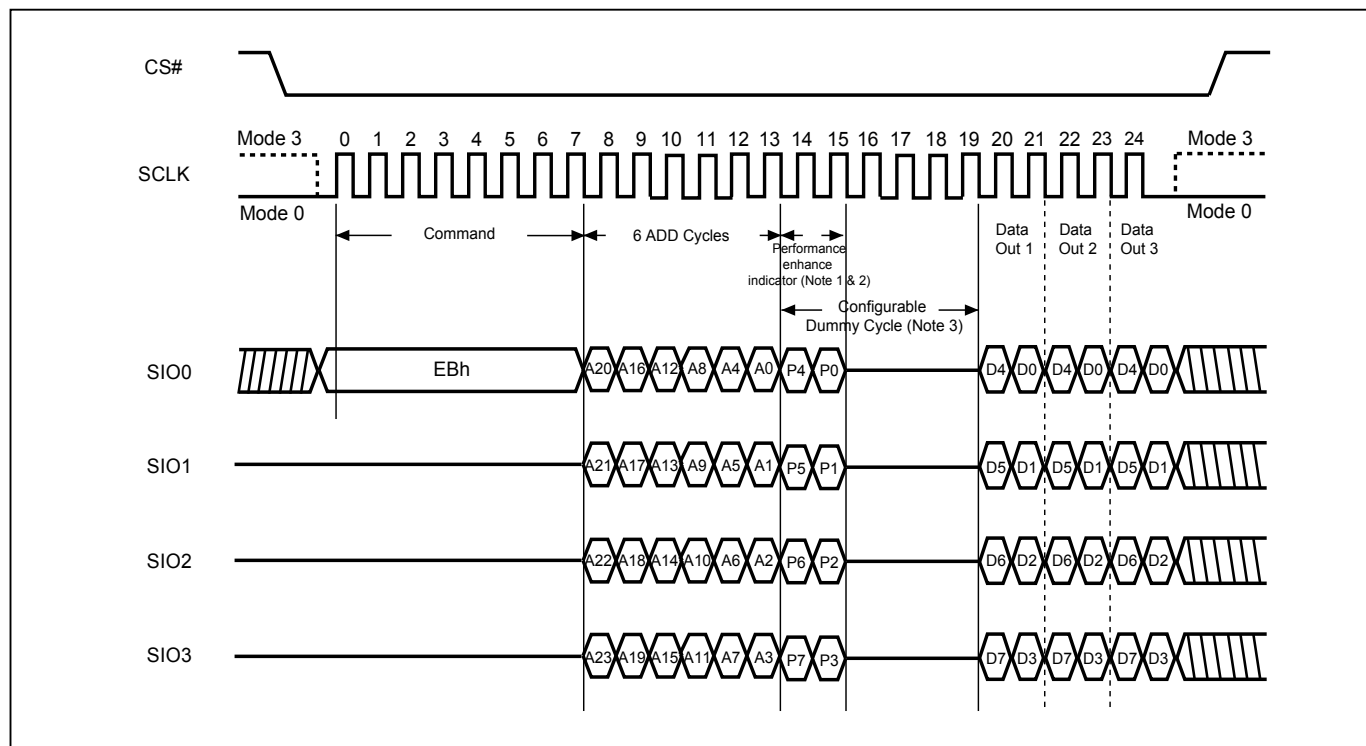 CS#
Mode 3
0 1 2 3 4 5 6 7 8 9 10 11 12 13 14 15 16 17 18 19 20 21 22 23 24
Mode 3
SCLK
Mode 0
Mode 0
Command
6 ADD Cycles
Performance
enhance
indicator (Note 1 & 2)
Data
Out 1
Data
Out 2
Data
Out 3
Configurable
Dummy Cycle (Note 3)
SIO0
EBh
A20 A16 A12 A8 A4 A0 P4 P0 D4 D0 D4 D0 D4 D0
SIO1
A21 A17 A13 A9 A5 A1 P5 P1 D5 D1 D5 D1 D5 D1
SIO2
A22 A18 A14 A10 A6 A2 P6 P2 D6 D2 D6 D2 D6 D2
SIO3
A23 A19 A15 A11 A7 A3 P7 P3 D7 D3 D7 D3 D7 D3